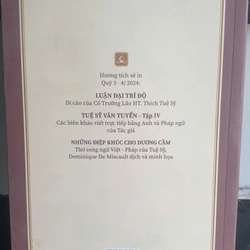 Hương tích sẽ in
Quý 3 - 4/ 2024:
LUẬN ĐẠI TRÍ ĐỘ
Di cảo của Cố Trưởng Lão HT. Thích Tuệ Sỹ
TUỆ SỸ VĂN TUYỂN - Tập IV
Các biên khảo viết trực tiếp bằng Anh và Pháp ngữ
của Tác giả
NHỮNG ĐIỆP KHÚC CHO DƯƠNG CẦM
Thơ song ngữ Việt - Pháp của Tuệ Sỹ,
Dominique De Miscault dịch và minh họa